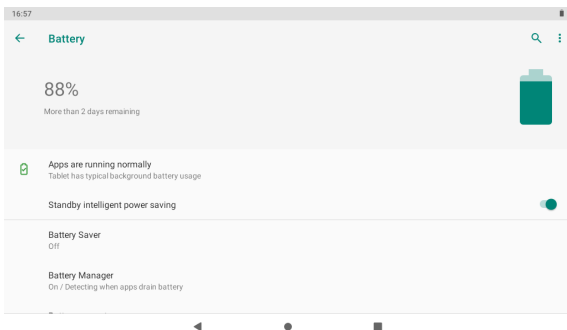 16:57
Battery
88%
More than 2 days remaining
Apps are running normally
Tablet has typical background battery usage
Standby intelligent power saving
Battery Saver
Off
Battery Manager
On / Detecting when apps drain battery